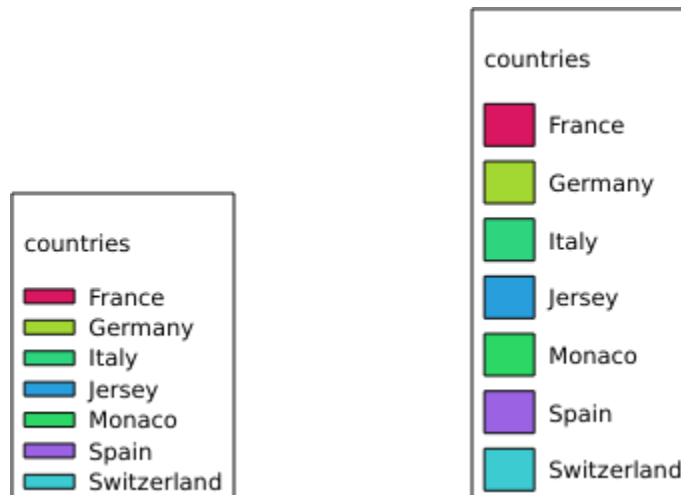 countries
France
Germany
Italy
Jersey
Monaco
Spain
Switzerland
countries
France
Germany
Italy
Jersey
Monaco
Spain
Switzerland